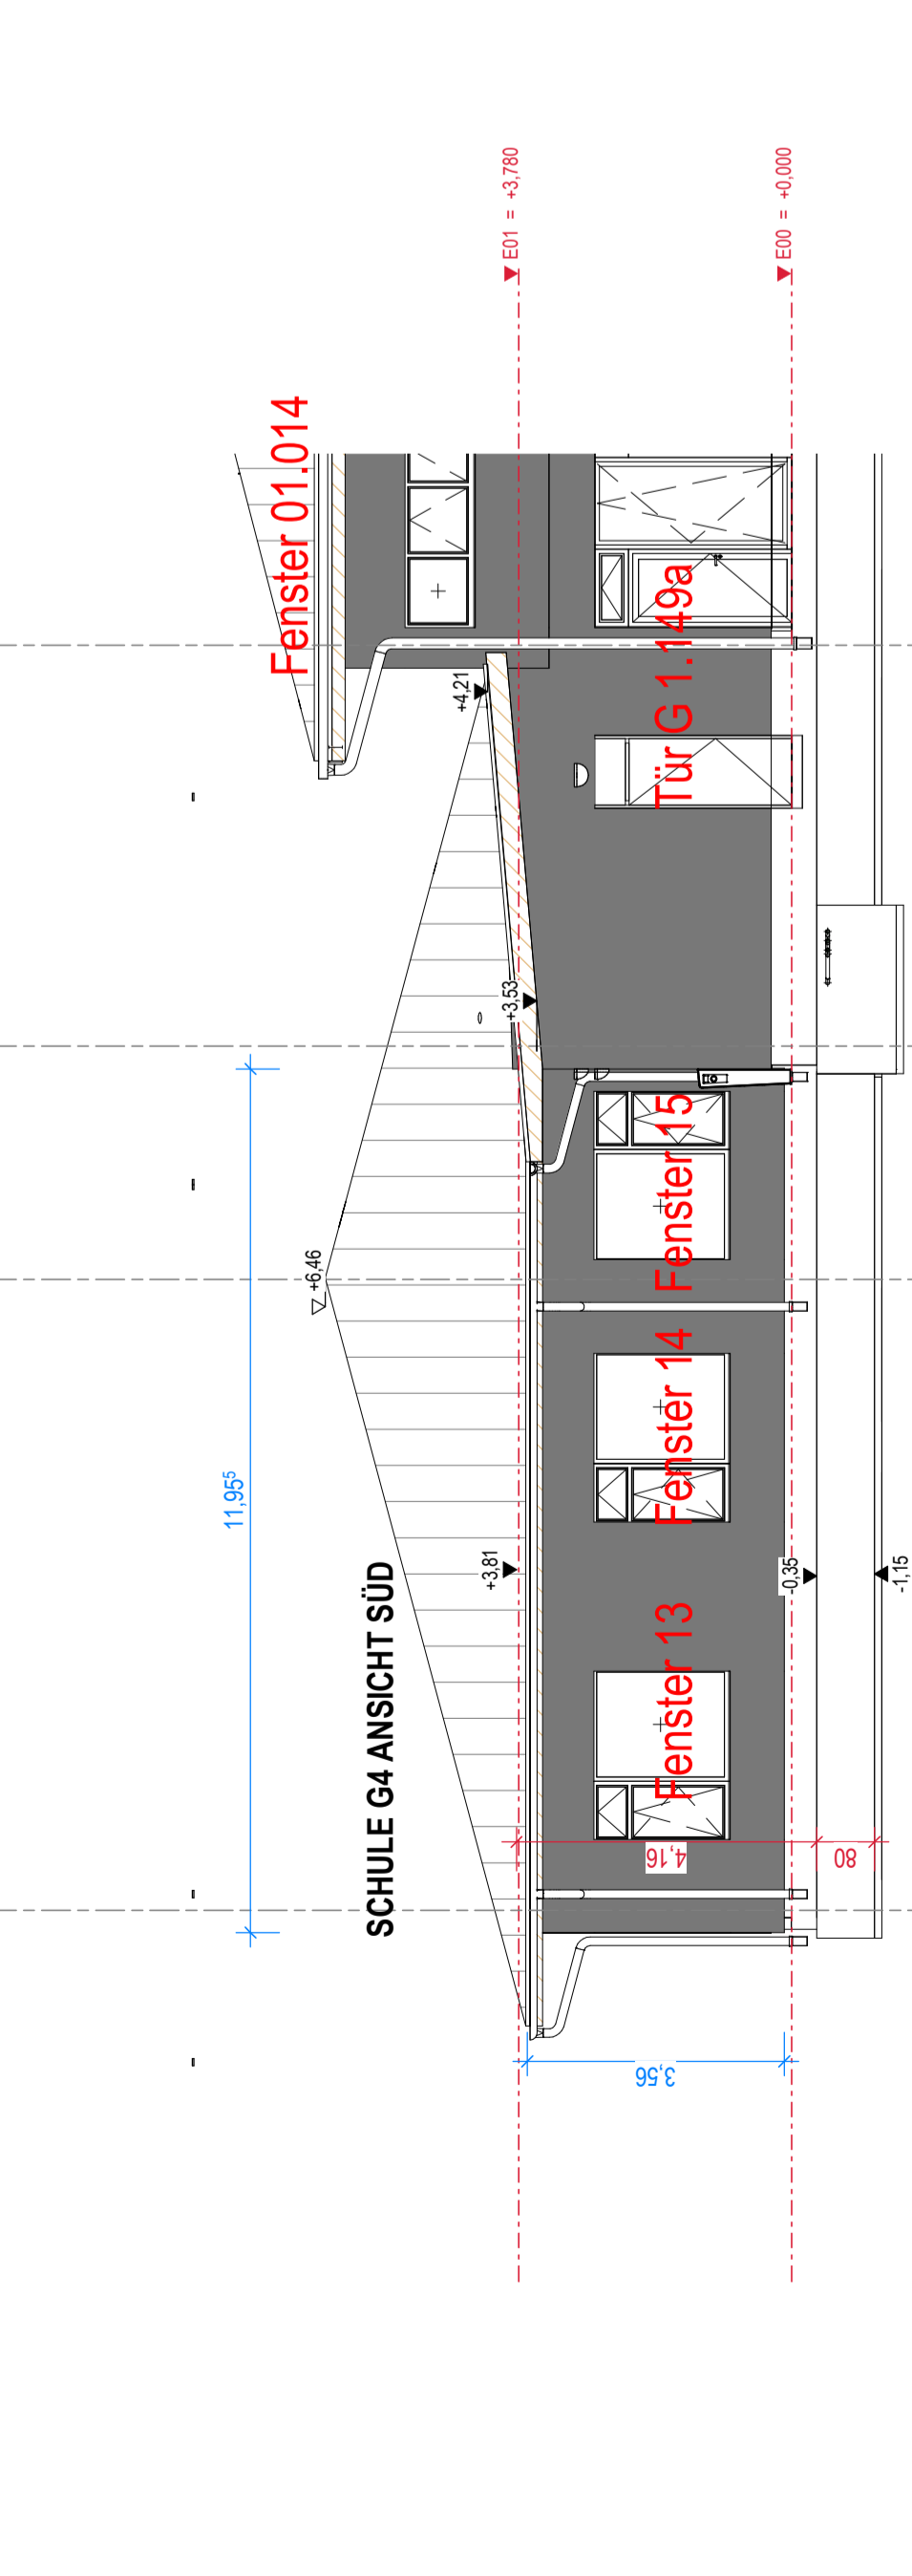 Fenster 01.014
E01 = +3,780
E00 = +0,000
+4,21
Tür G 1.149a
+3,53
+6,46
11,95⁵
Fenster 15
Fenster 14
Fenster 13
SCHULE G4 ANSICHT SÜD
+3,81
-0,35
-1,15
4,16
80
3,56